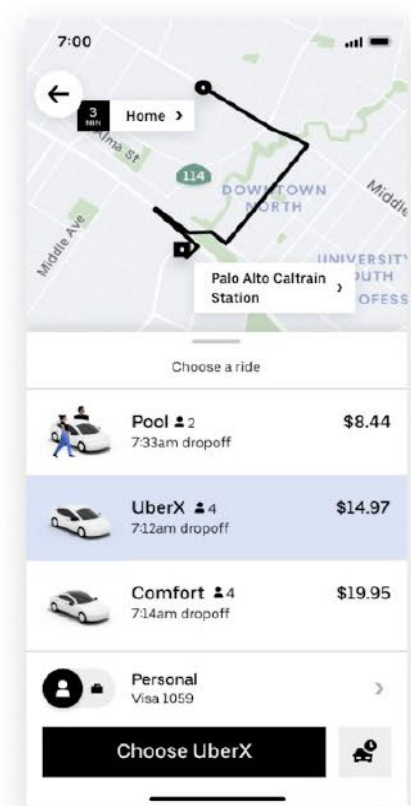 7:00
3
MIN
Home
Alma St
114
DOWNTOWN
NORTH
Middle
Middle Ave
UNIVERSITY
Palo Alto Caltrain
Station
Choose a ride
Pool 2
$8.44
7:33am dropoff
UberX 4
$14.97
7:12am dropoff
Comfort 4
$19.95
7:14am dropoff
Personal
Visa 1059
Choose UberX